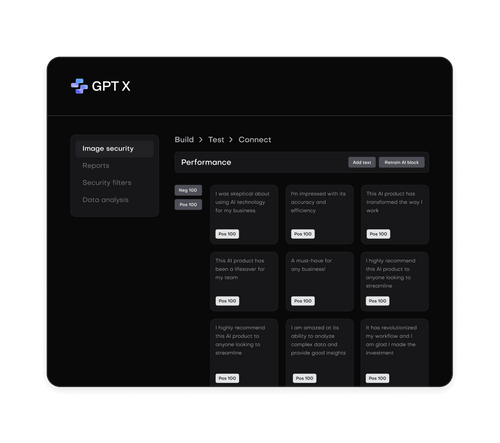 GPT X
Build > Test > Connect
Image security
Reports
Security filters
Data analysis
Performance
Add text
Retrain AI block
Neg 100
Pos 100
I was skeptical about
using AI technology
for my business
Pos 100
I'm impressed with its
accuracy and
efficiency
Pos 100
This AI product has
transformed the way I
work
Pos 100
This AI product has
been a lifesaver for
my team
Pos 100
A must-have for
any business!
Pos 100
I highly recommend
this AI product to
anyone looking to
streamline
Pos 100
I highly recommend
this AI product to
anyone looking to
streamline
Pos 100
I am amazed at its
ability to analyze
complex data and
provide good insights
Pos 100
It has revolutionized
my workflow and I am
glad I made the
investment
Pos 100